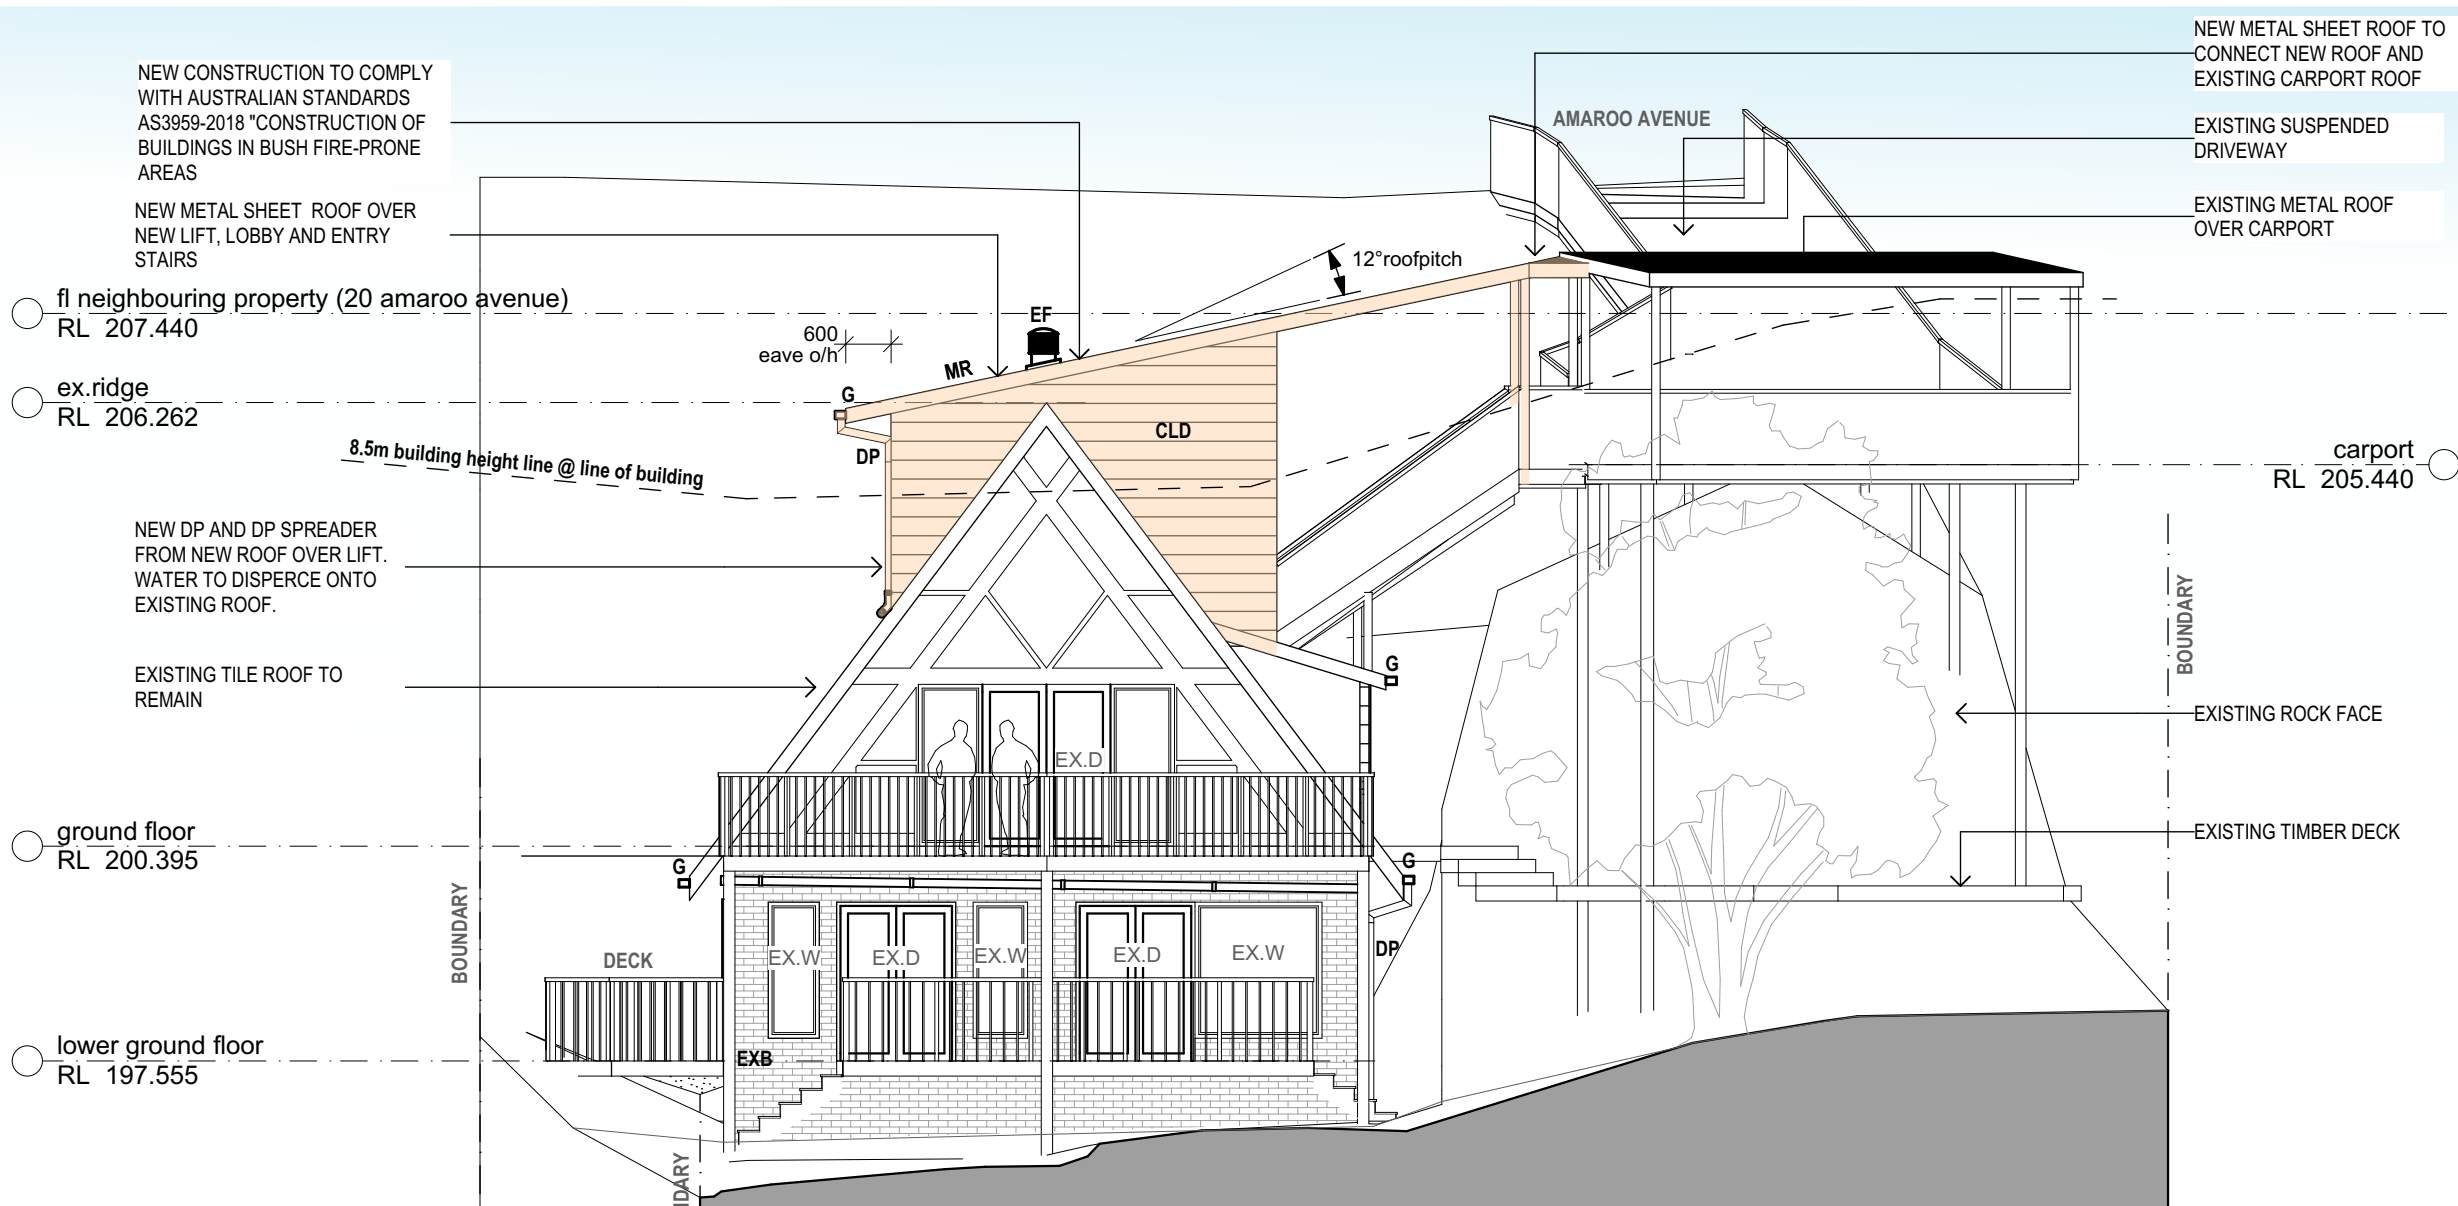 NEW CONSTRUCTION TO COMPLY
WITH AUSTRALIAN STANDARDS
AS3959-2018 "CONSTRUCTION OF
BUILDINGS IN BUSH FIRE-PRONE
AREAS
NEW METAL SHEET ROOF OVER
NEW LIFT, LOBBY AND ENTRY
STAIRS
fl neighbouring property (20 amaroo avenue)
RL 207.440
ex.ridge
RL 206.262
8.5m building height line @ line of building
NEW DP AND DP SPREADER
FROM NEW ROOF OVER LIFT.
WATER TO DISPERCE ONTO
EXISTING ROOF.
EXISTING TILE ROOF TO
REMAIN
ground floor
RL 200.395
lower ground floor
RL 197.555
BOUNDARY
DECK
NDARY
600
eave o/h
EF
MR
G
DP
CLD
12°roofpitch
G
EX.D
G
G
DP
EX.W
EX.D
EX.W
EX.D
EX.W
EXB
AMAROO AVENUE
NEW METAL SHEET ROOF TO
CONNECT NEW ROOF AND
EXISTING CARPORT ROOF
EXISTING SUSPENDED
DRIVEWAY
EXISTING METAL ROOF
OVER CARPORT
carport
RL 205.440
BOUNDARY
EXISTING ROCK FACE
EXISTING TIMBER DECK